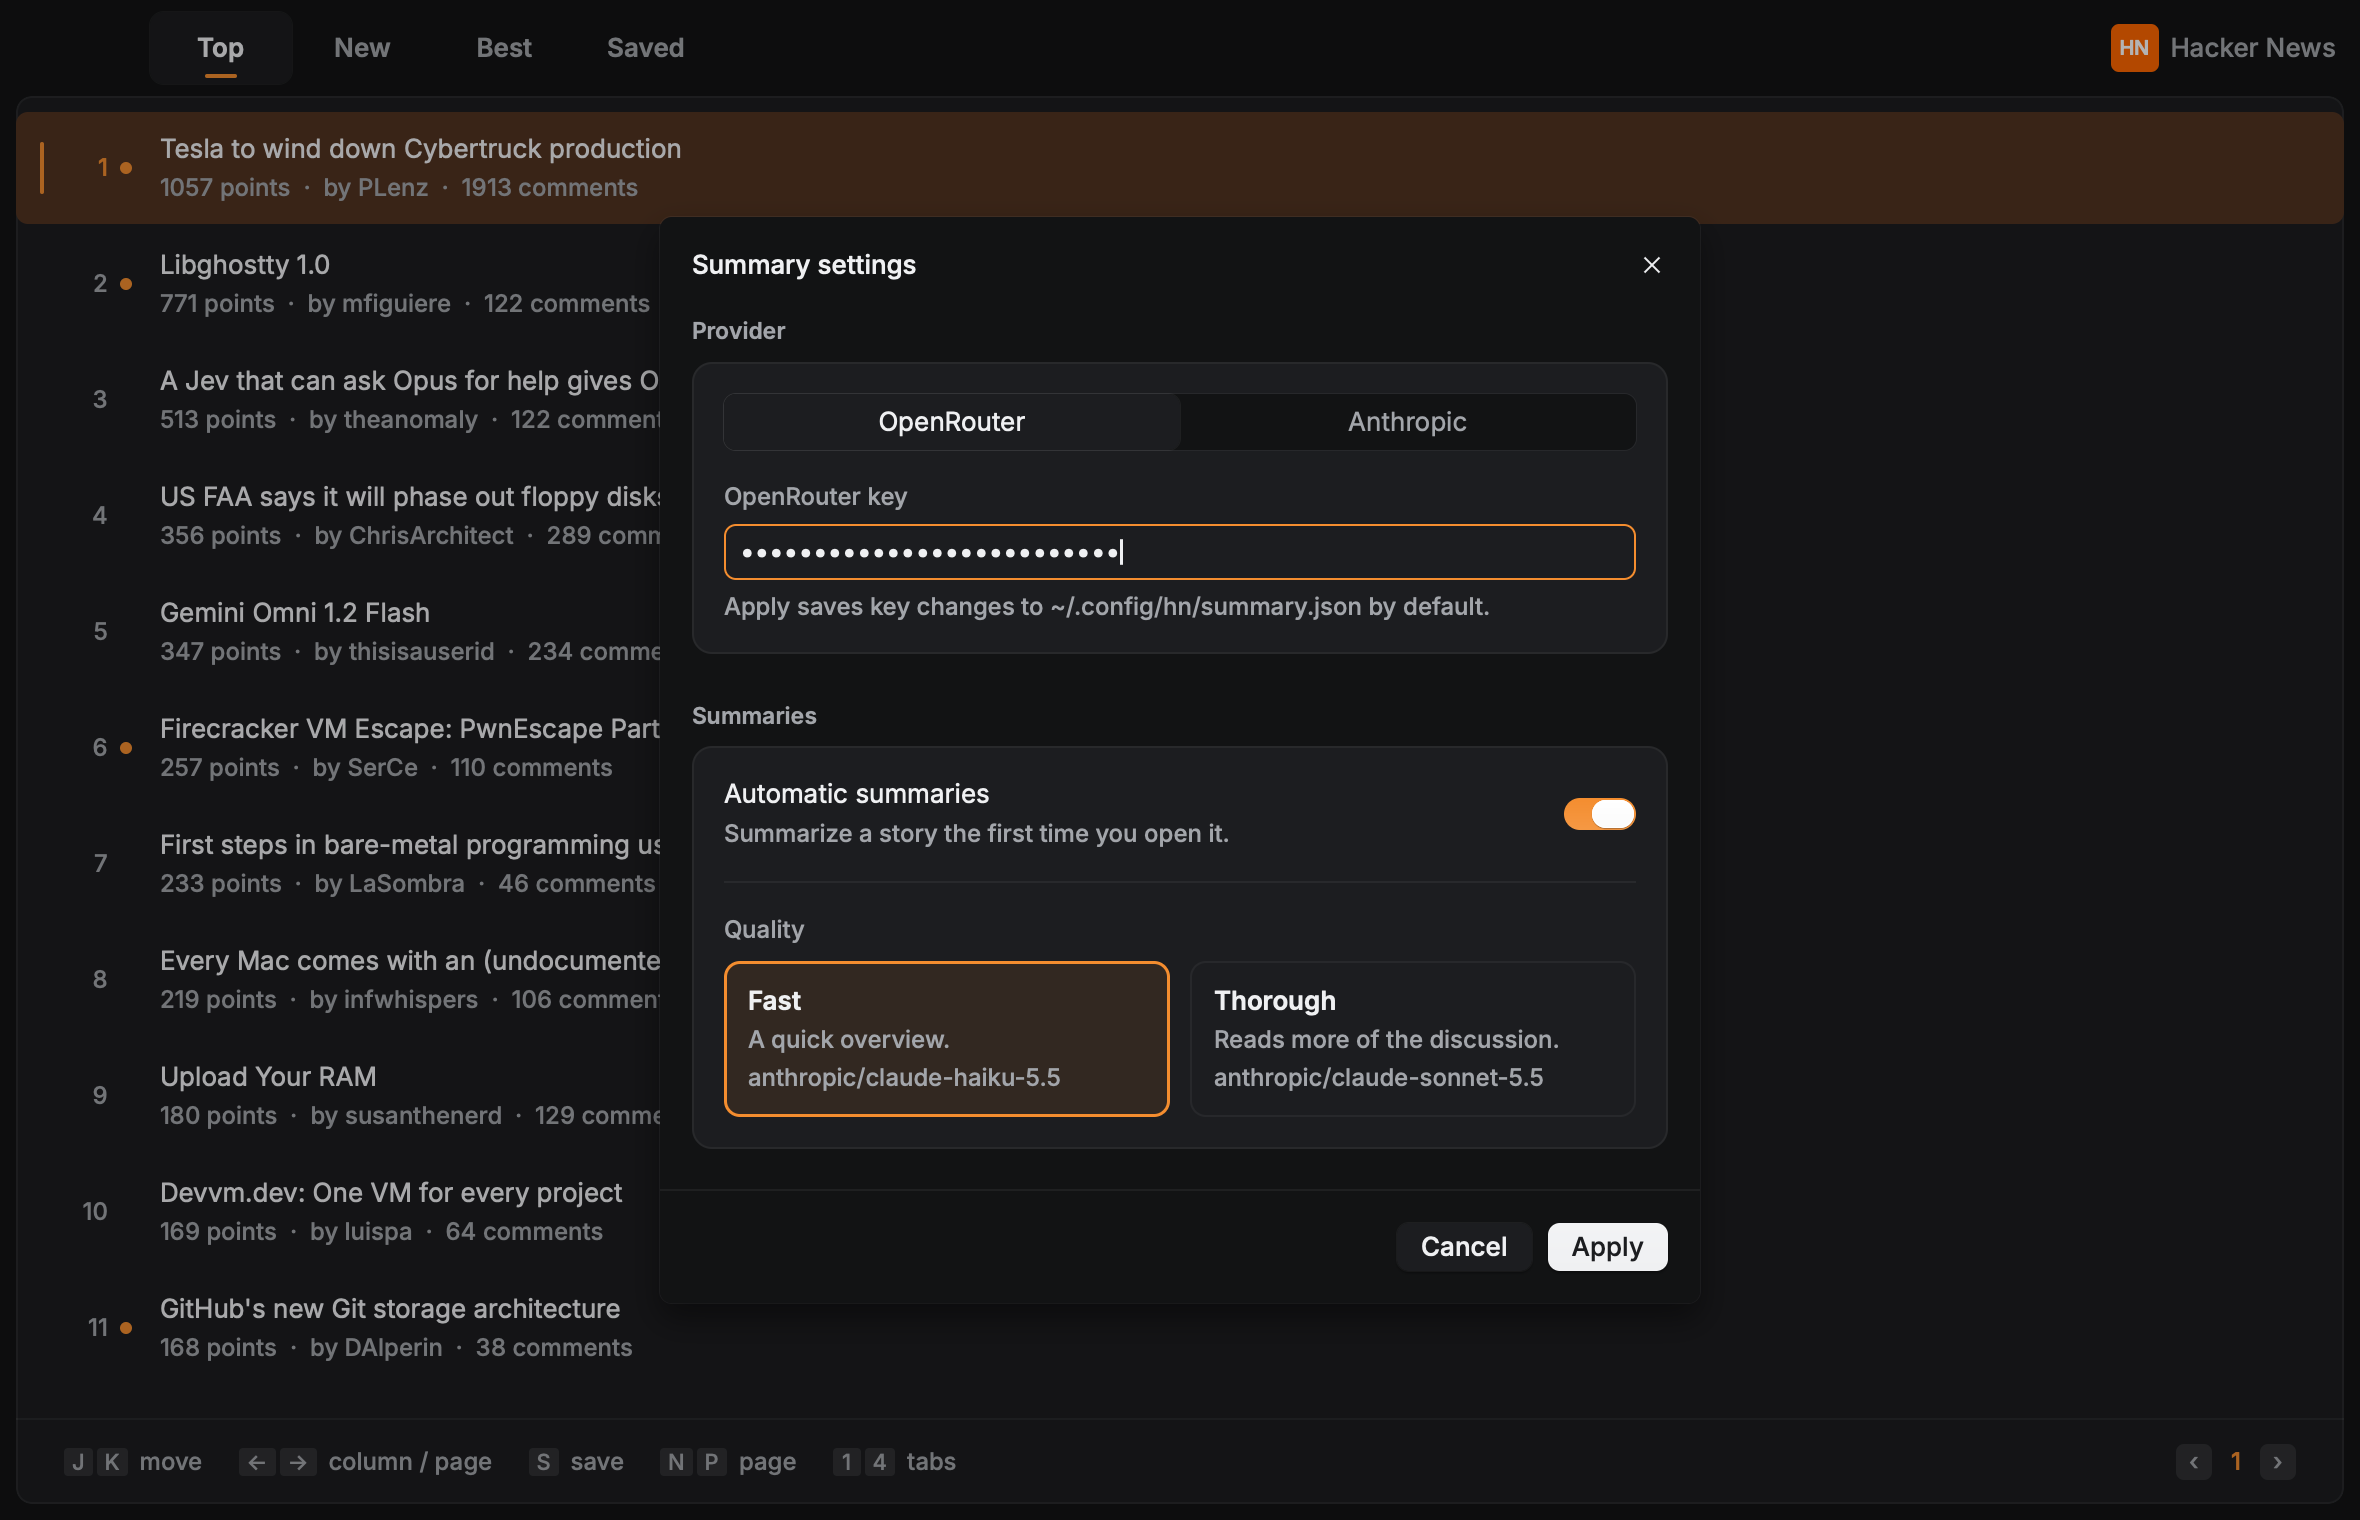 Top New Best Saved
HN Hacker News
1 Tesla to wind down Cybertruck production
1057 points · by PLenz · 1913 comments
2 Libghostty 1.0
771 points · by mfiguiere · 122 comments
3 A Jev that can ask Opus for help gives O
513 points · by theanomaly · 122 comment
4 US FAA says it will phase out floppy disks
356 points · by ChrisArchitect · 289 comm
5 Gemini Omni 1.2 Flash
347 points · by thisisauserid · 234 comme
6 Firecracker VM Escape: PwnEscape Part
257 points · by SerCe · 110 comments
7 First steps in bare-metal programming us
233 points · by LaSombra · 46 comments
8 Every Mac comes with an (undocumente
219 points · by infwhispers · 106 comment
9 Upload Your RAM
180 points · by susanthenerd · 129 comme
10 Devvm.dev: One VM for every project
169 points · by luispa · 64 comments
11 GitHub's new Git storage architecture
168 points · by DAlperin · 38 comments
Summary settings
Provider
OpenRouter Anthropic
OpenRouter key
••••••••••••••••••••••••••
Apply saves key changes to ~/.config/hn/summary.json by default.
Summaries
Automatic summaries
Summarize a story the first time you open it.
Quality
Fast
A quick overview.
anthropic/claude-haiku-5.5
Thorough
Reads more of the discussion.
anthropic/claude-sonnet-5.5
Cancel Apply
J K move ← → column / page S save N P page 1 4 tabs
‹ 1 ›